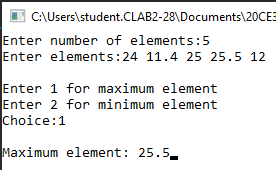 C:\Users\student.CLAB2-28\Documents\20CE
Enter number of elements:5
Enter elements:24 11.4 25 25.5 12
Enter 1 for maximum element
Enter 2 for minimum element
Choice:1
Maximum element: 25.5